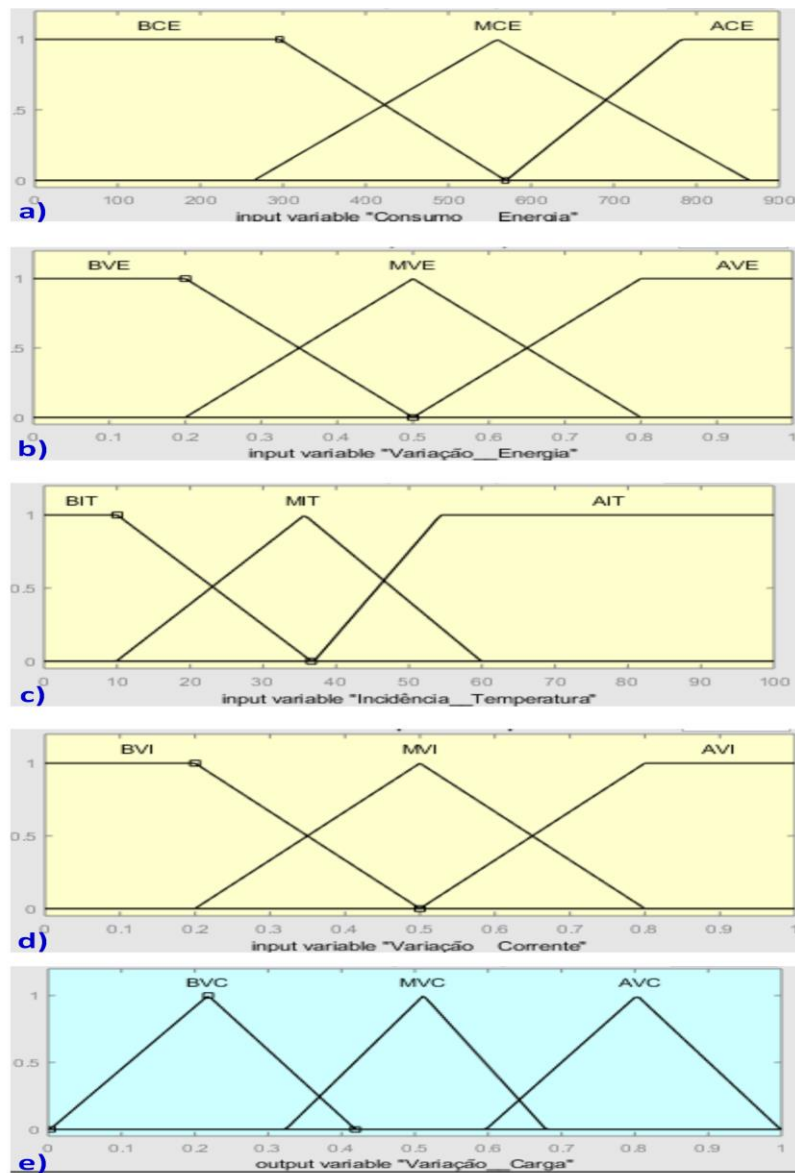 BCE MCE ACE
1
.5
0
0 100 200 300 400 500 600 700 800 900
a) input variable "Consumo__Energia"
BVE MVE AVE
1
.5
0
0 0.1 0.2 0.3 0.4 0.5 0.6 0.7 0.8 0.9 1
b) input variable "Variação__Energia"
BIT MIT AIT
1
0.5
0
0 10 20 30 40 50 60 70 80 90 100
c) input variable "Incidência__Temperatura"
BVI MVI AVI
1
0.5
0
0 0.1 0.2 0.3 0.4 0.5 0.6 0.7 0.8 0.9 1
d) input variable "Variação Corrente"
BVC MVC AVC
1
0.5
0
0 0.1 0.2 0.3 0.4 0.5 0.6 0.7 0.8 0.9 1
e) output variable "Variação__Carga"